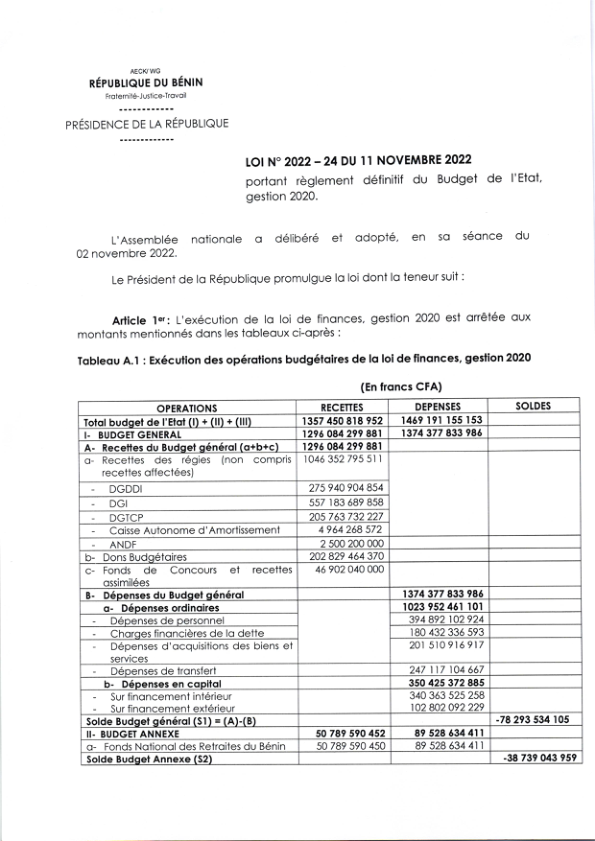 AECK/WG
RÉPUBLIQUE DU BÉNIN
Fraternité-Justice-Travail
------------
PRÉSIDENCE DE LA RÉPUBLIQUE
------------
LOI N° 2022 – 24 DU 11 NOVEMBRE 2022
portant règlement définitif du Budget de l'Etat,
gestion 2020.
L'Assemblée nationale a délibéré et adopté, en sa séance du
02 novembre 2022.
Le Président de la République promulgue la loi dont la teneur suit :
Article 1er : L'exécution de la loi de finances, gestion 2020 est arrêtée aux
montants mentionnés dans les tableaux ci-après :
Tableau A.1 : Exécution des opérations budgétaires de la loi de finances, gestion 2020
(En francs CFA)
OPERATIONS RECETTES DEPENSES SOLDES
Total budget de l'Etat (I) + (II) + (III) 1357 450 818 952 1469 191 155 153
I- BUDGET GENERAL 1296 084 299 881 1374 377 833 986
A- Recettes du Budget général (a+b+c) 1296 084 299 881
a- Recettes des régies (non compris 1046 352 795 511
recettes affectées)
- DGDDI 275 940 904 854
- DGI 557 183 689 858
- DGTCP 205 763 732 227
- Caisse Autonome d'Amortissement 4 964 268 572
- ANDF 2 500 200 000
b- Dons Budgétaires 202 829 464 370
c- Fonds de Concours et recettes 46 902 040 000
assimilées
B- Dépenses du Budget général 1374 377 833 986
a- Dépenses ordinaires 1023 952 461 101
- Dépenses de personnel 394 892 102 924
- Charges financières de la dette 180 432 336 593
- Dépenses d'acquisitions des biens et 201 510 916 917
services
- Dépenses de transfert 247 117 104 667
b- Dépenses en capital 350 425 372 885
- Sur financement intérieur 340 363 525 258
- Sur financement extérieur 102 802 092 229
Solde Budget général (S1) = (A)-(B) -78 293 534 105
II- BUDGET ANNEXE 50 789 590 452 89 528 634 411
a- Fonds National des Retraites du Bénin 50 789 590 450 89 528 634 411
Solde Budget Annexe (S2) -38 739 043 959